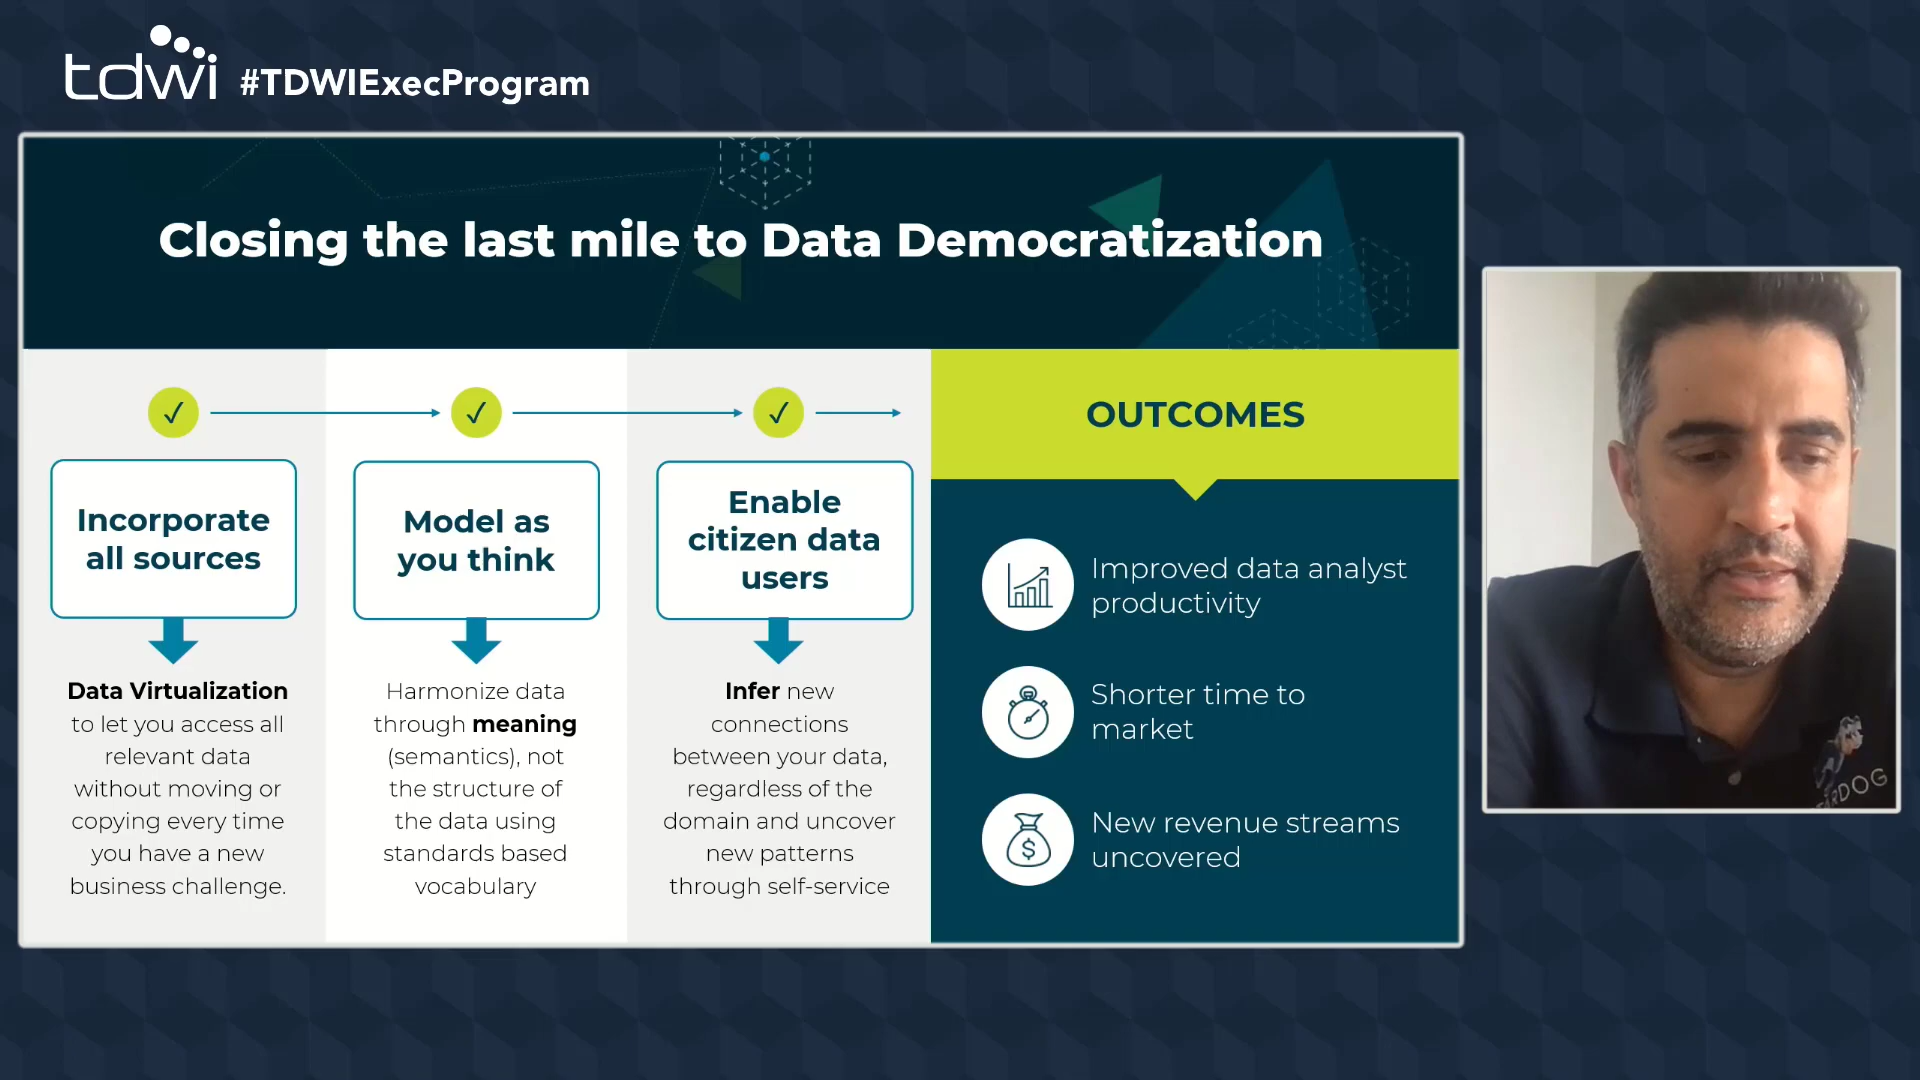 tdwi #TDWIExecProgram
Closing the last mile to Data Democratization
Incorporate
all sources
Data Virtualization
to let you access all
relevant data
without moving or
copying every time
you have a new
business challenge.
Model as
you think
Harmonize data
through meaning
(semantics), not
the structure of
the data using
standards based
vocabulary
Enable
citizen data
users
Infer new
connections
between your data,
regardless of the
domain and uncover
new patterns
through self-service
OUTCOMES
Improved data analyst
productivity
Shorter time to
market
$
New revenue streams
uncovered